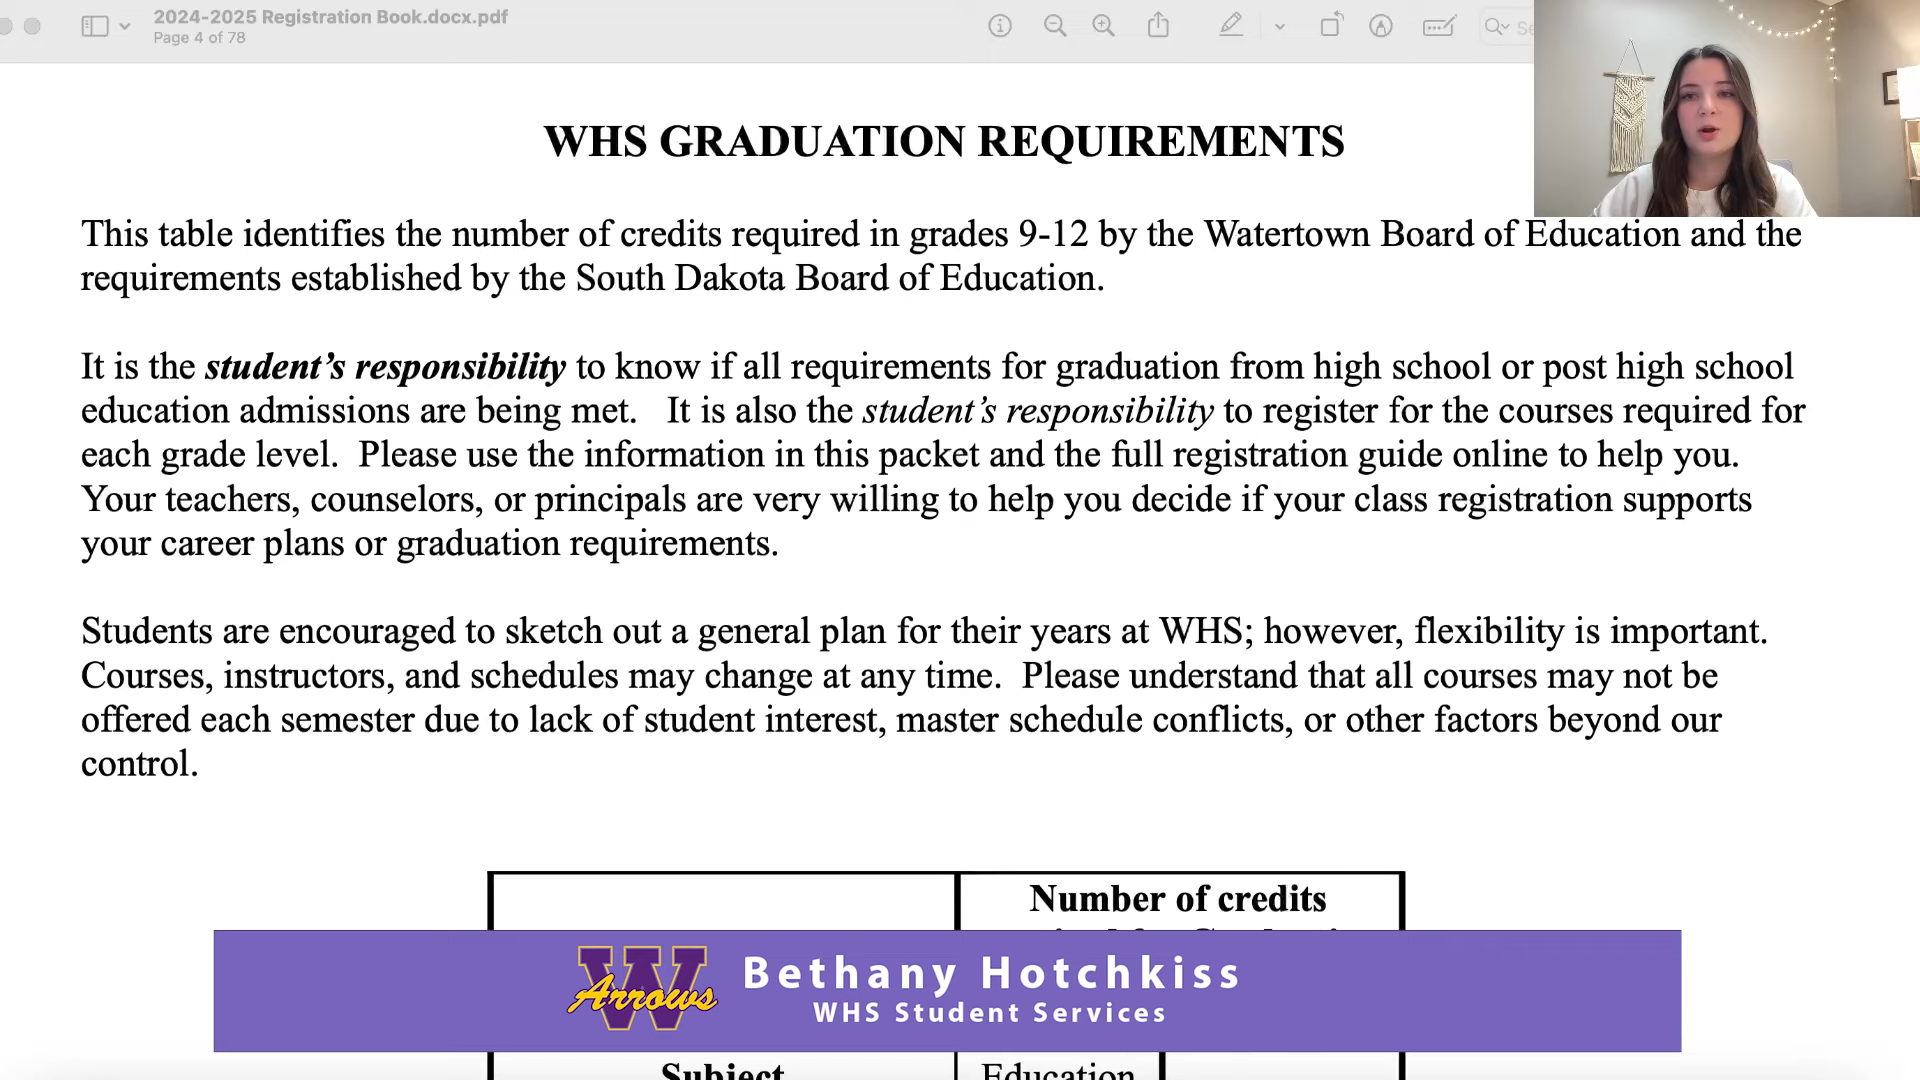 2024-2025 Registration Book.docx.pdf
Page 4 of 78
WHS GRADUATION REQUIREMENTS
This table identifies the number of credits required in grades 9-12 by the Watertown Board of Education and the
requirements established by the South Dakota Board of Education.
It is the student’s responsibility to know if all requirements for graduation from high school or post high school
education admissions are being met.   It is also the student’s responsibility to register for the courses required for
each grade level.  Please use the information in this packet and the full registration guide online to help you.
Your teachers, counselors, or principals are very willing to help you decide if your class registration supports
your career plans or graduation requirements.
Students are encouraged to sketch out a general plan for their years at WHS; however, flexibility is important.
Courses, instructors, and schedules may change at any time.  Please understand that all courses may not be
offered each semester due to lack of student interest, master schedule conflicts, or other factors beyond our
control.
Number of credits
W Arrows
Bethany Hotchkiss
WHS Student Services
Subject
Education